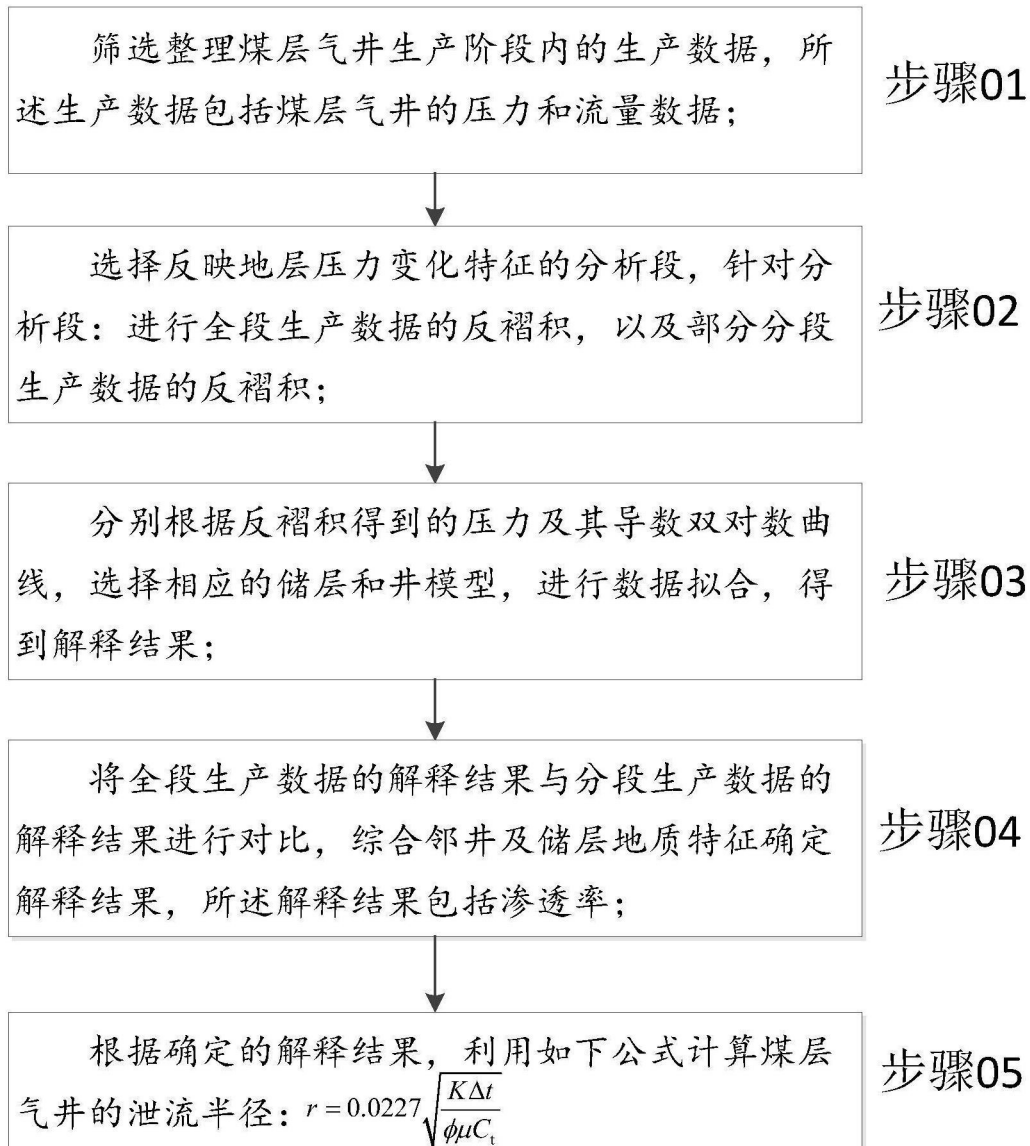 筛选整理煤层气井生产阶段内的生产数据，所
述生产数据包括煤层气井的压力和流量数据；
步骤01
选择反映地层压力变化特征的分析段，针对分
析段：进行全段生产数据的反褶积，以及部分分段
生产数据的反褶积；
步骤02
分别根据反褶积得到的压力及其导数双对数曲
线，选择相应的储层和井模型，进行数据拟合，得
到解释结果；
步骤03
将全段生产数据的解释结果与分段生产数据的
解释结果进行对比，综合邻井及储层地质特征确定
解释结果，所述解释结果包括渗透率；
步骤04
根据确定的解释结果，利用如下公式计算煤层
气井的泄流半径：r = 0.0227√(KΔt/ϕμCₜ)
步骤05